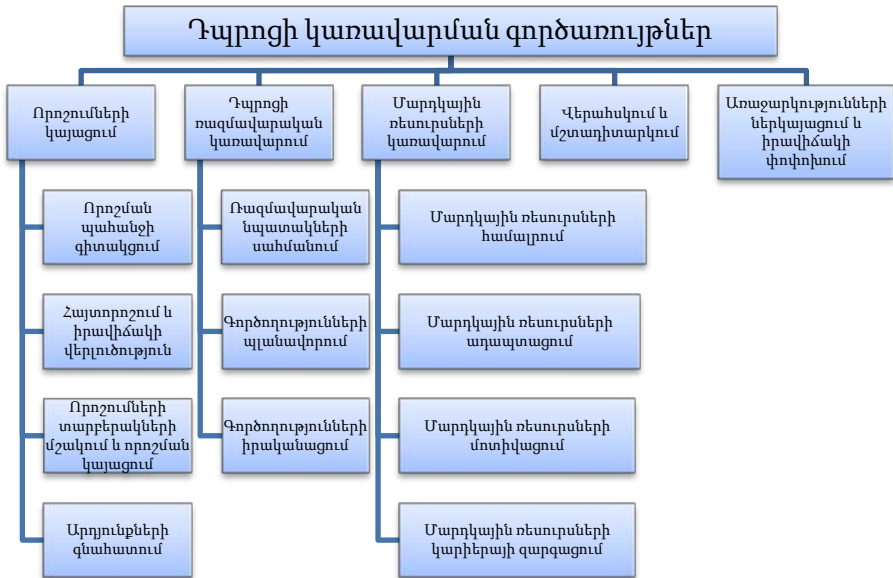 Դպրոցի կառավարման գործառույթներ
Որոշումների
կայացում
Դպրոցի
ռազմավարական
կառավարում
Մարդկային
ռեսուրսների
կառավարում
Վերահսկում և
մշտադիտարկում
Առաջարկությունների
ներկայացում և
իրավիճակի
փոփոխում
Որոշման
պահանջի
գիտակցում
Հայտորոշում և
իրավիճակի
վերլուծություն
Որոշումների
տարբերակների
մշակում և որոշման
կայացում
Արդյունքների
գնահատում
Ռազմավարական
նպատակների
սահմանում
Գործողությունների
պլանավորում
Գործողությունների
իրականացում
Մարդկային ռեսուրսների
համալրում
Մարդկային ռեսուրսների
ադապտացում
Մարդկային ռեսուրսների
մոտիվացում
Մարդկային ռեսուրսների
կարիերայի զարգացում